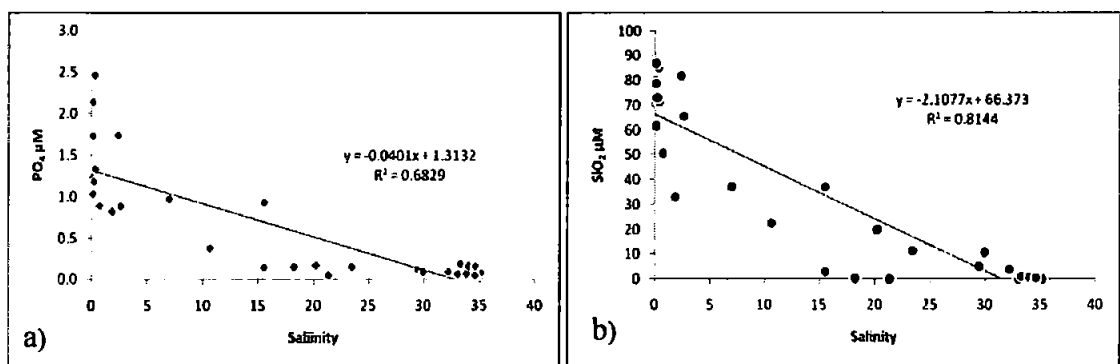 3.0
2.5
2.0
1.5
1.0
0.5
0.0
PO₄ µM
y = -0.0401x + 1.3132
R² = 0.6829
0 5 10 15 20 25 30 35 40
Salinity
a)
100
90
80
70
60
50
40
30
20
10
0
SiO₂ µM
y = -2.1077x + 66.373
R² = 0.8144
0 5 10 15 20 25 30 35 40
Salinity
b)